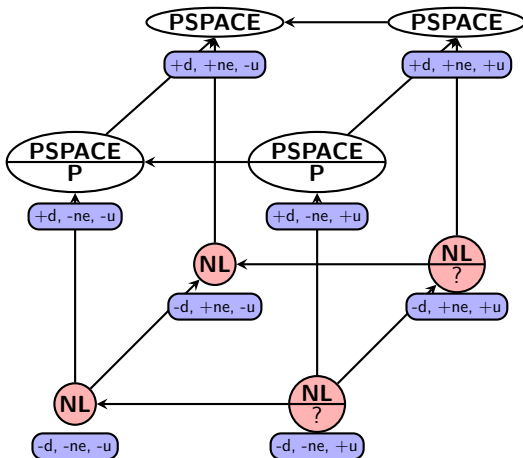 PSPACE
PSPACE
+d, +ne, -u
+d, +ne, +u
PSPACE
P
PSPACE
P
+d, -ne, -u
+d, -ne, +u
NL
NL
?
-d, +ne, -u
-d, +ne, +u
NL
NL
?
-d, -ne, -u
-d, -ne, +u